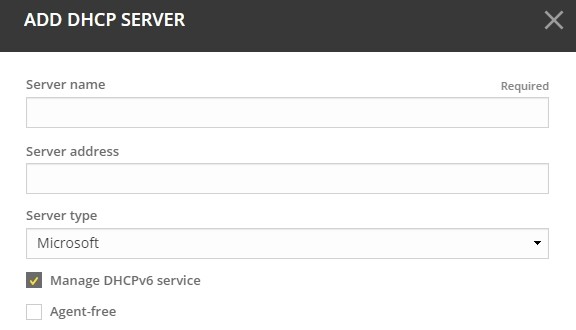 ADD DHCP SERVER
Server name
Required
Server address
Server type
Microsoft
Manage DHCPv6 service
Agent-free